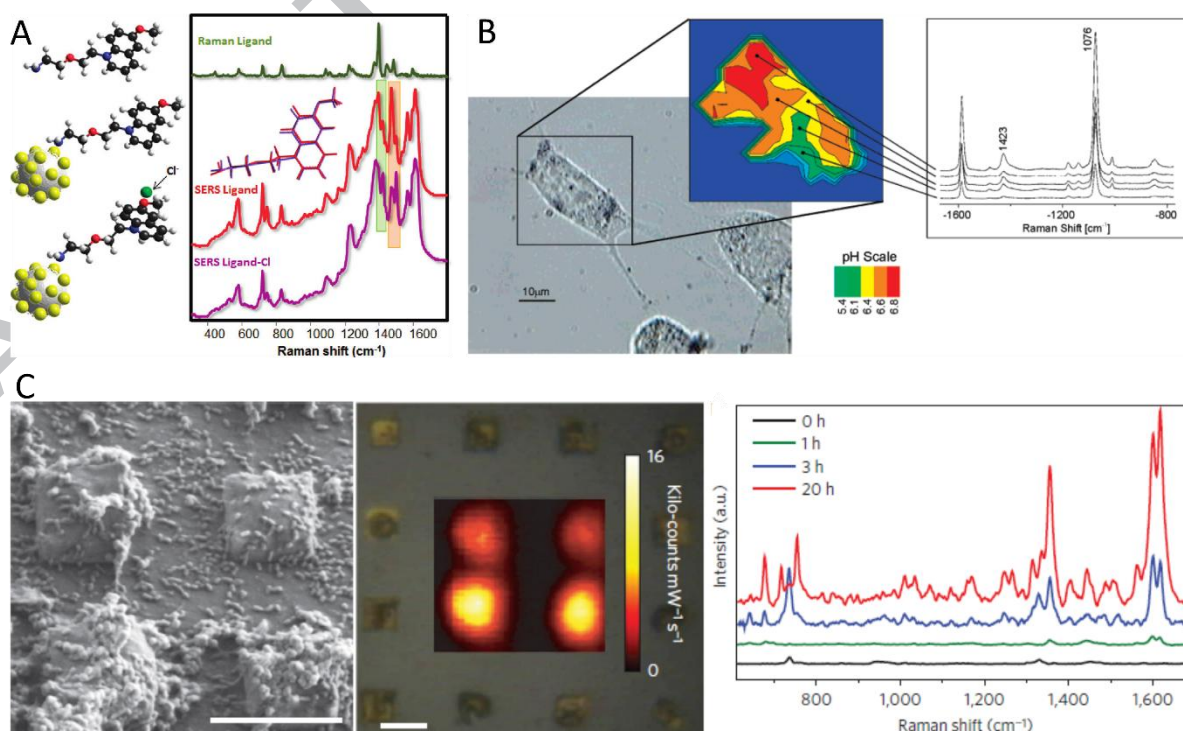 A
Cl⁻
Raman Ligand
SERS Ligand
SERS Ligand-Cl
400 600 800 1000 1200 1400 1600
Raman shift (cm⁻¹)
B
10μm
pH Scale
5.4
6.1
6.4
6.6
6.8
1076
1423
-1600 -1400 -1200 -1000 -800
Raman Shift [cm⁻]
C
16
Kilo-counts mW⁻¹ s⁻¹
0
0 h
1 h
3 h
20 h
Intensity (a.u.)
800 1,000 1,200 1,400 1,600
Raman shift (cm⁻¹)